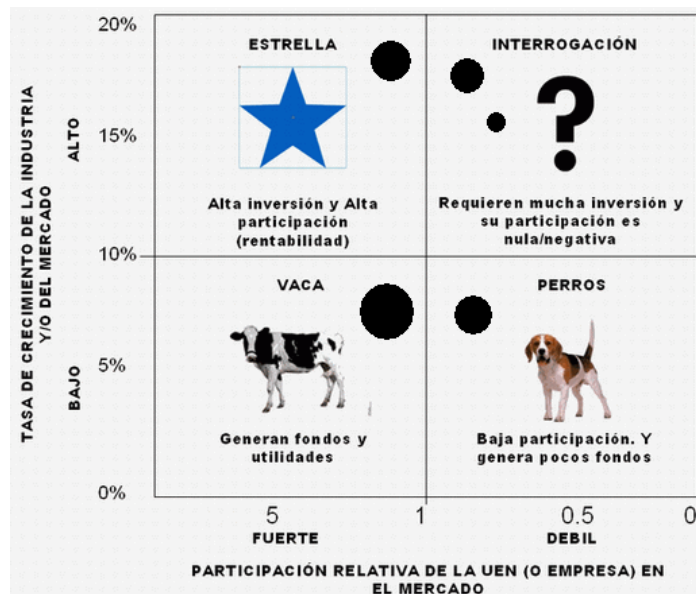 TASA DE CRECIMIENTO DE LA INDUSTRIA
Y/O DEL MERCADO
ALTO
BAJO
20%
15%
10%
5%
0%
ESTRELLA
Alta inversión y Alta
participación
(rentabilidad)
INTERROGACIÓN
?
Requieren mucha inversión y
su participación es
nula/negativa
VACA
Generan fondos y
utilidades
PERROS
Baja participación. Y
genera pocos fondos
5
1
0.5
0
FUERTE
DEBIL
PARTICIPACIÓN RELATIVA DE LA UEN (O EMPRESA) EN
EL MERCADO